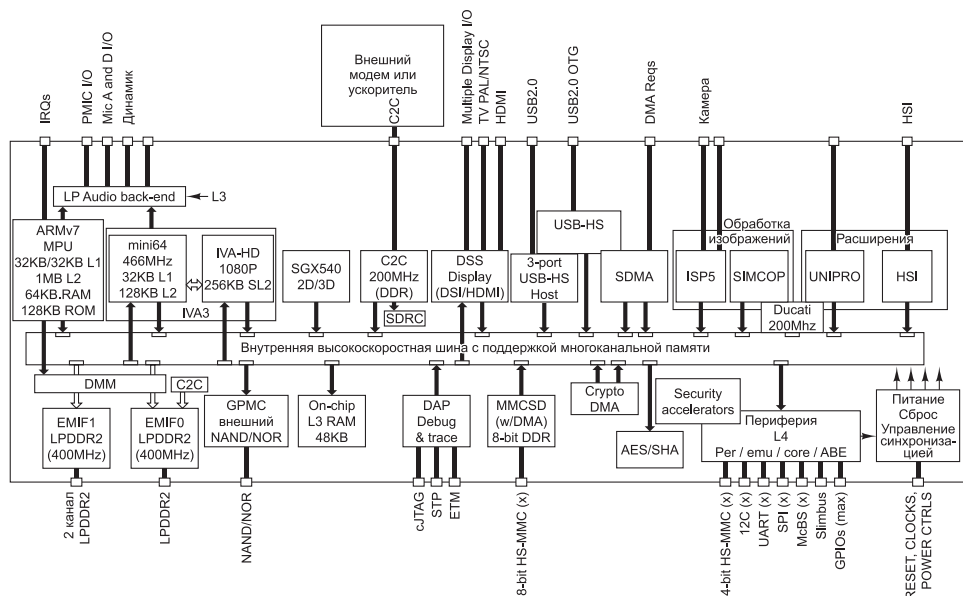 Внешний
модем или
ускоритель
C2C
IRQs
PMIC I/O
Mic A and D I/O
Динамик
Multiple Display I/O
TV PAL/NTSC
HDMI
USB2.0
USB2.0 OTG
DMA Reqs
Камера
HSI
LP Audio back-end
L3
ARMv7
MPU
32KB/32KB L1
1MB L2
64KB.RAM
128KB ROM
mini64
466MHz
32KB L1
128KB L2
IVA-HD
1080P
256KB SL2
IVA3
SGX540
2D/3D
C2C
200MHz
(DDR)
SDRC
DSS
Display
(DSI/HDMI)
USB-HS
3-port
USB-HS
Host
SDMA
Обработка
изображений
ISP5
SIMCOP
Ducati
200Mhz
Расширения
UNIPRO
HSI
Внутренняя высокоскоростная шина с поддержкой многоканальной памяти
DMM
C2C
EMIF1
LPDDR2
(400MHz)
EMIF0
LPDDR2
(400MHz)
GPMC
внешний
NAND/NOR
On-chip
L3 RAM
48KB
DAP
Debug
& trace
MMCSD
(w/DMA)
8-bit DDR
Crypto
DMA
AES/SHA
Security
accelerators
Периферия
L4
Per / emu / core / ABE
Питание
Сброс
Управление
синхрониза-
цией
2 канал
LPDDR2
LPDDR2
NAND/NOR
cJTAG
STP
ETM
8-bit HS-MMC (x)
4-bit HS-MMC (x)
12C (x)
UART (x)
SPI (x)
McBS (x)
Slimbus
GPIOs (max)
RESET, CLOCKS,
POWER CTRLS